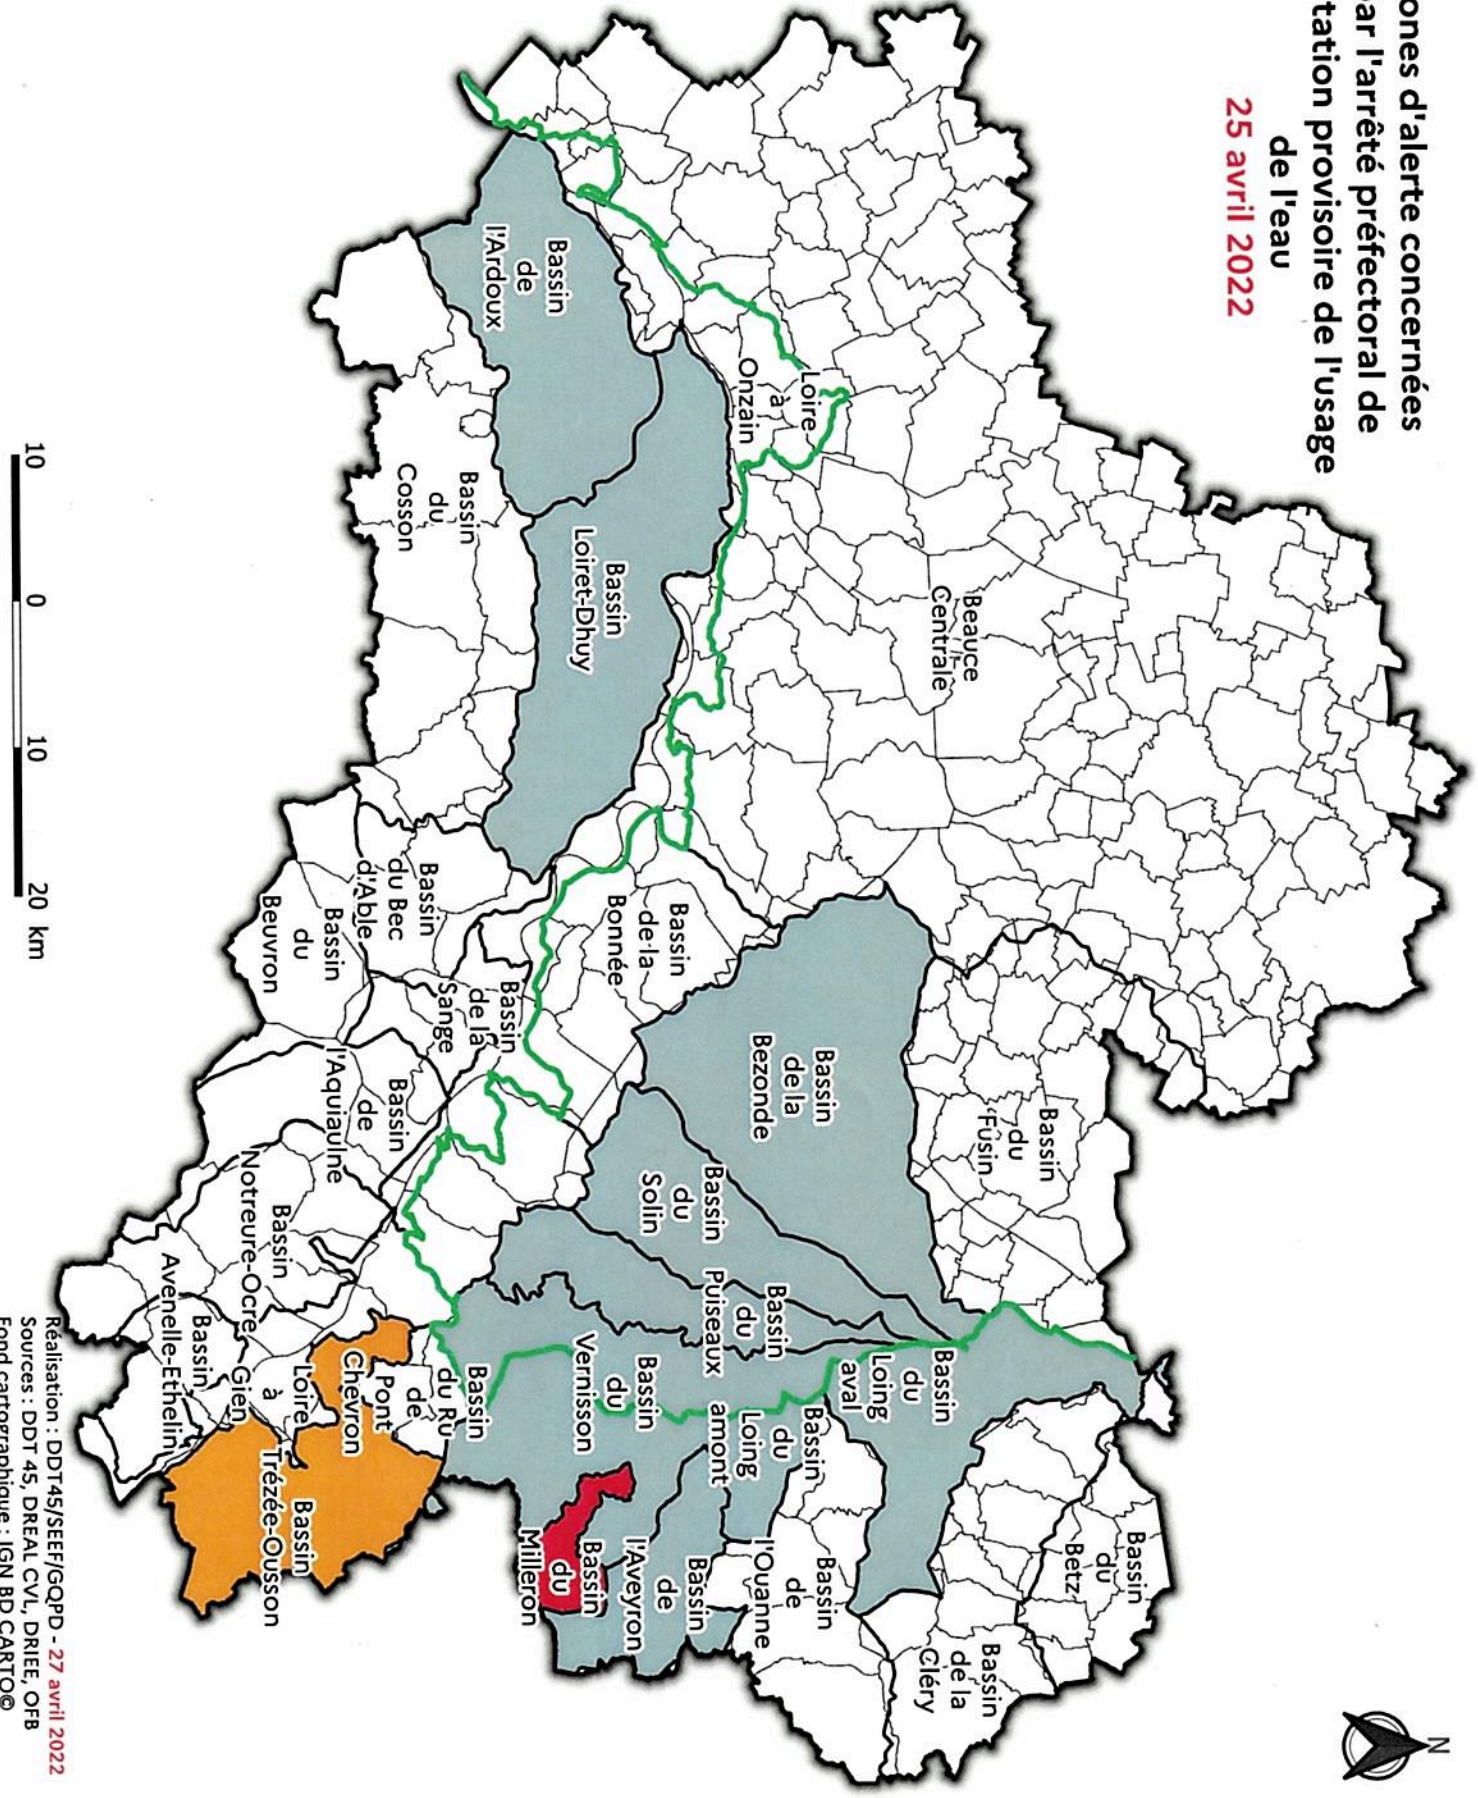 ones d'alerte concernées
par l'arrêté préfectoral de
tation provisoire de l'usage
de l'eau
25 avril 2022
N
Beauce
Centrale
Loire
à
Onzain
Bassin
de
l'Ardoux
Bassin
Loiret-Dhuy
Bassin
du
Cosson
Bassin
du
Fusin
Bassin
de la
Bezonde
Bassin
de la
Bonnée
Bassin
du
Solin
Bassin
du
Puiseaux
Bassin
du Bec
d'Able
Bassin
du
Beuvron
Bassin
de la
Sange
Bassin
de
l'Aquiaulne
Bassin
Notreure-Ocre
Bassin
Avenelle-Ethelin
Loire
à
Gien
Bassin
du Ru
de
Pont
Chevron
Bassin
Trézée-Ousson
Bassin
du
Vernisson
Bassin
du
Loing
aval
Bassin
du
Loing
amont
Bassin
du
Betz
Bassin
de la
Cléry
Bassin
de
l'Ouanne
Bassin
de
l'Aveyron
Bassin
du
Milleron
10 0 10 20 km
Réalisation : DDT45/SEEF/GQPD - 27 avril 2022
Sources : DDT 45, DREAL CVL, DRIEE, OFB
Fond cartographique : IGN BD CARTO©